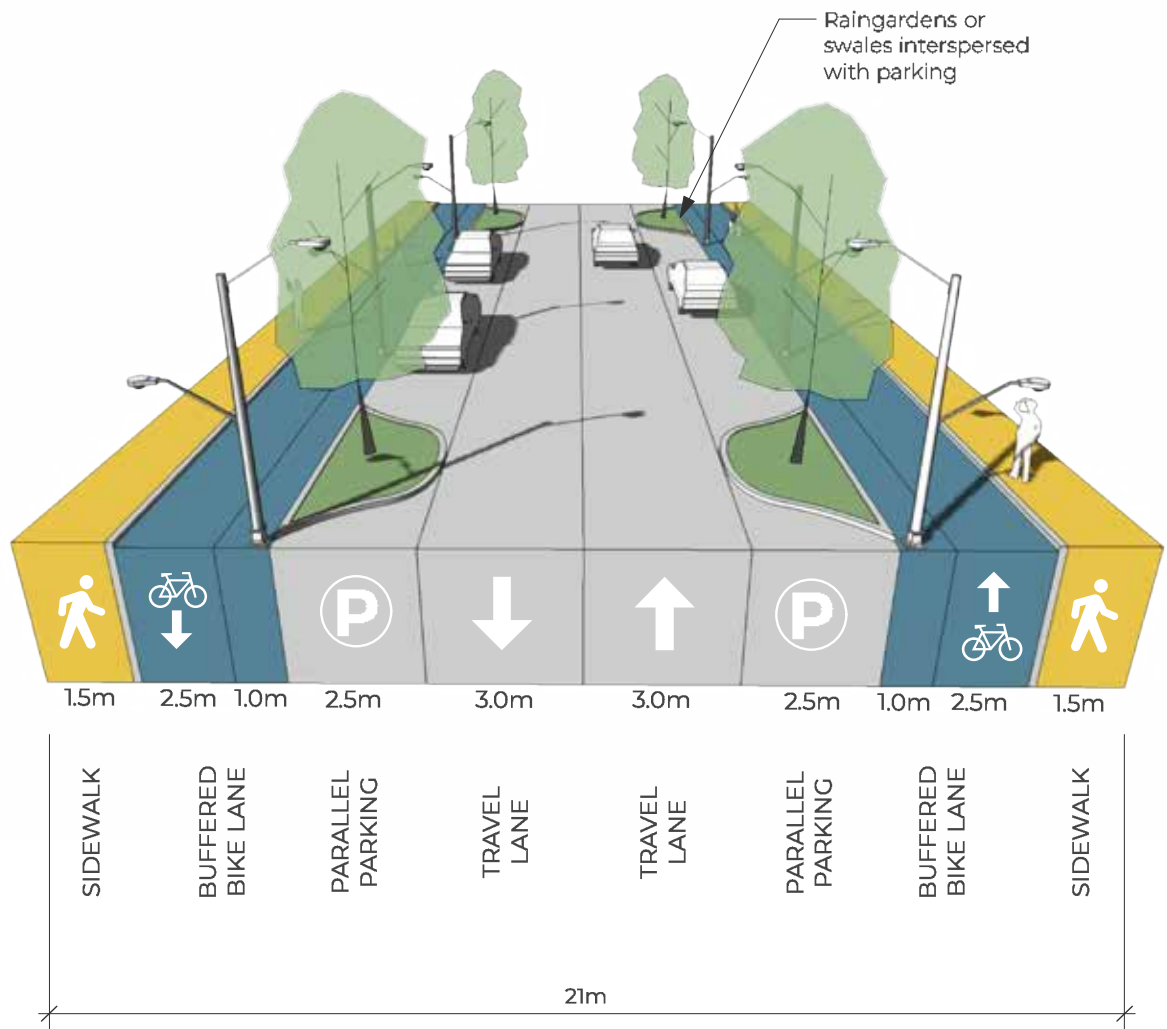 Raingardens or
swales interspersed
with parking
P
P
1.5m 2.5m 1.0m 2.5m 3.0m 3.0m 2.5m 1.0m 2.5m 1.5m
SIDEWALK
BUFFERED
BIKE LANE
PARALLEL
PARKING
TRAVEL
LANE
TRAVEL
LANE
PARALLEL
PARKING
BUFFERED
BIKE LANE
SIDEWALK
21m